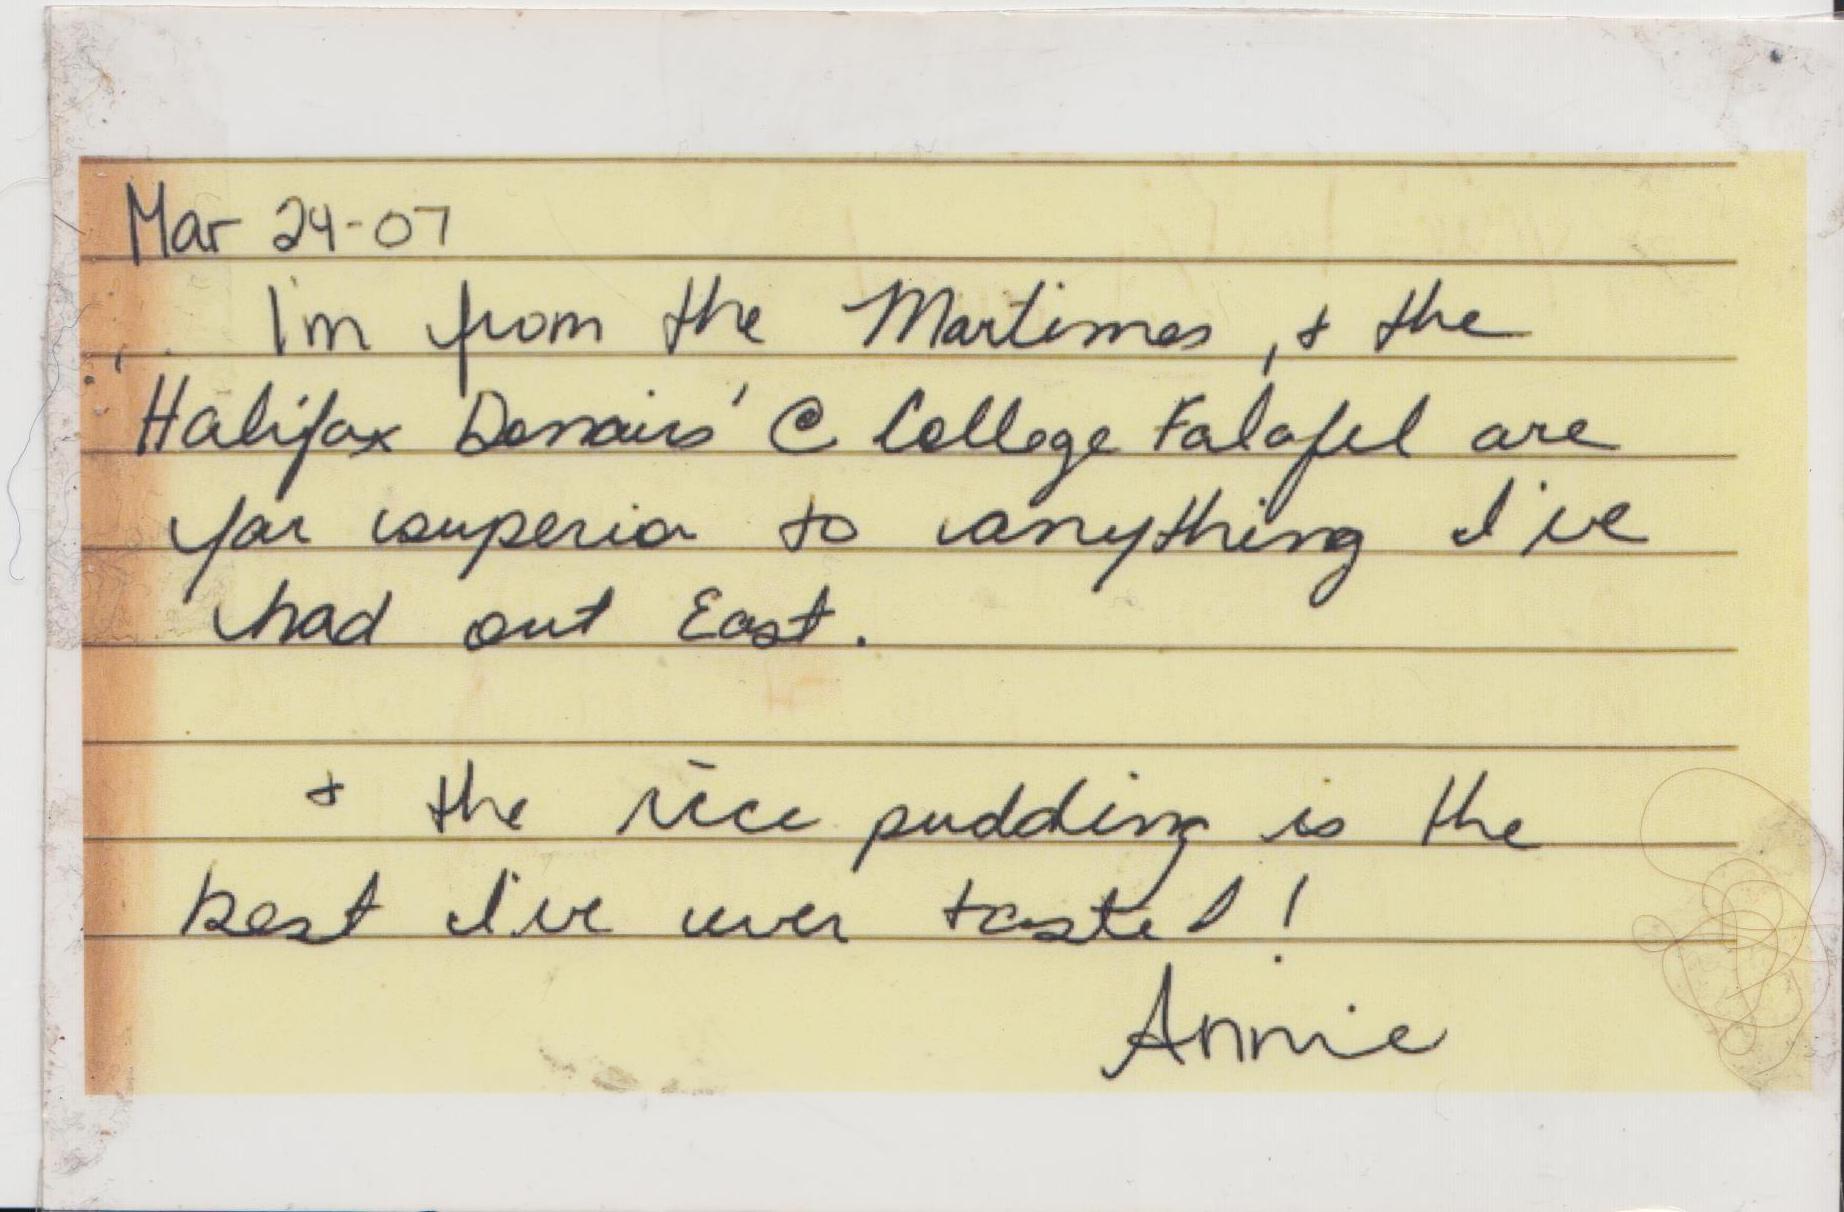 Mar 24-07
I'm from the Martimes, & the
Halifax Donairs' @ College Falafel are
far superior to anything I've
had out East.
& the rice pudding is the
best I've ever tasted!
Annie